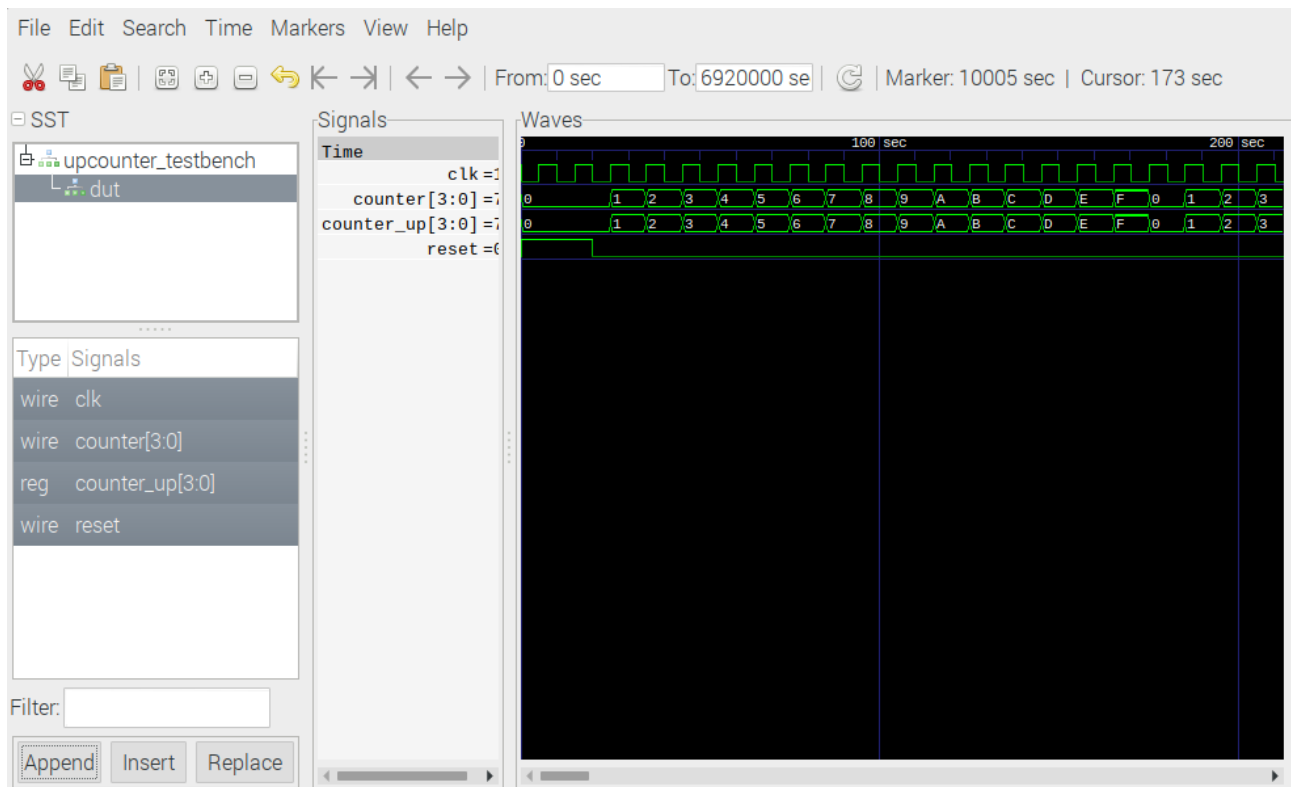 File Edit Search Time Markers View Help
From: 0 sec To: 6920000 se Marker: 10005 sec | Cursor: 173 sec
SST
upcounter_testbench
dut
Type Signals
wire clk
wire counter[3:0]
reg counter_up[3:0]
wire reset
Filter:
Append Insert Replace
Signals
Time
clk =1
counter[3:0] =7
counter_up[3:0] =7
reset =0
Waves
0 100 sec 200 sec
0 1 2 3 4 5 6 7 8 9 A B C D E F 0 1 2 3
0 1 2 3 4 5 6 7 8 9 A B C D E F 0 1 2 3